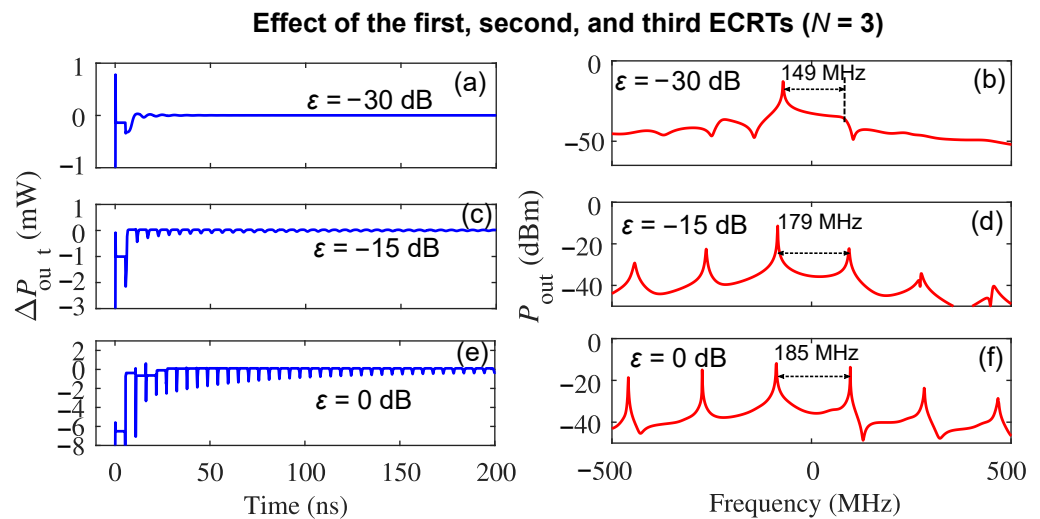 Effect of the first, second, and third ECRTs (N = 3)
1
0
−1
(a)
ε = −30 dB
0
−50
(b)
ε = −30 dB
149 MHz
1
0
−1
−2
−3
(c)
ε = −15 dB
0
−20
−40
(d)
ε = −15 dB
179 MHz
2
0
−2
−4
−6
−8
(e)
ε = 0 dB
0
−20
−40
(f)
ε = 0 dB
185 MHz
ΔPou t (mW)
Pout (dBm)
0
50
100
150
200
Time (ns)
-500
0
500
Frequency (MHz)